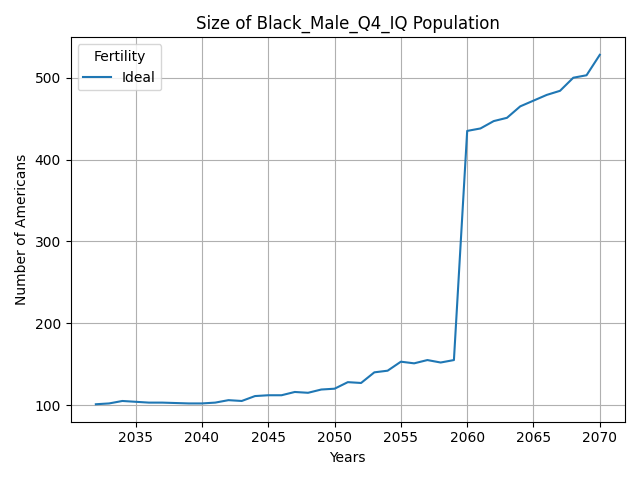 Size of Black_Male_Q4_IQ Population
Fertility
Ideal
Number of Americans
500
400
300
200
100
2035 2040 2045 2050 2055 2060 2065 2070
Years